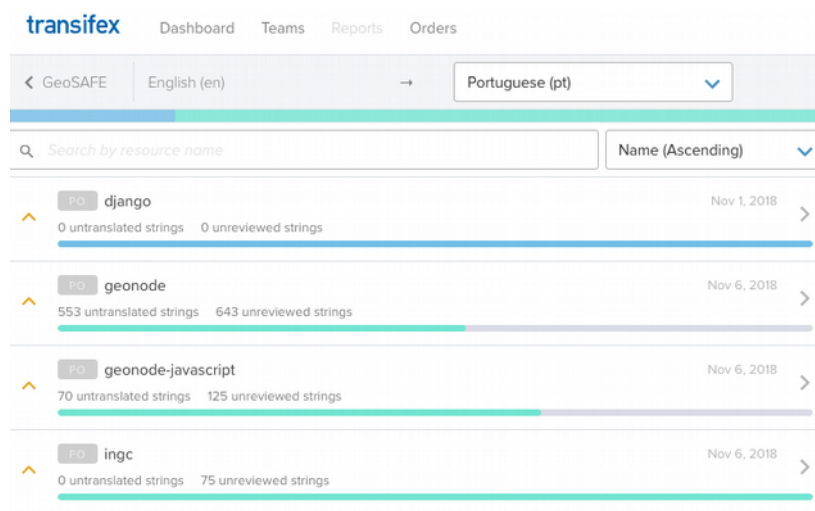 transifex Dashboard Teams Reports Orders
GeoSAFE English (en) → Portuguese (pt)
Search by resource name Name (Ascending)
PO django Nov 1, 2018
0 untranslated strings 0 unreviewed strings
PO geonode Nov 6, 2018
553 untranslated strings 643 unreviewed strings
PO geonode-javascript Nov 6, 2018
70 untranslated strings 125 unreviewed strings
PO ingc Nov 6, 2018
0 untranslated strings 75 unreviewed strings